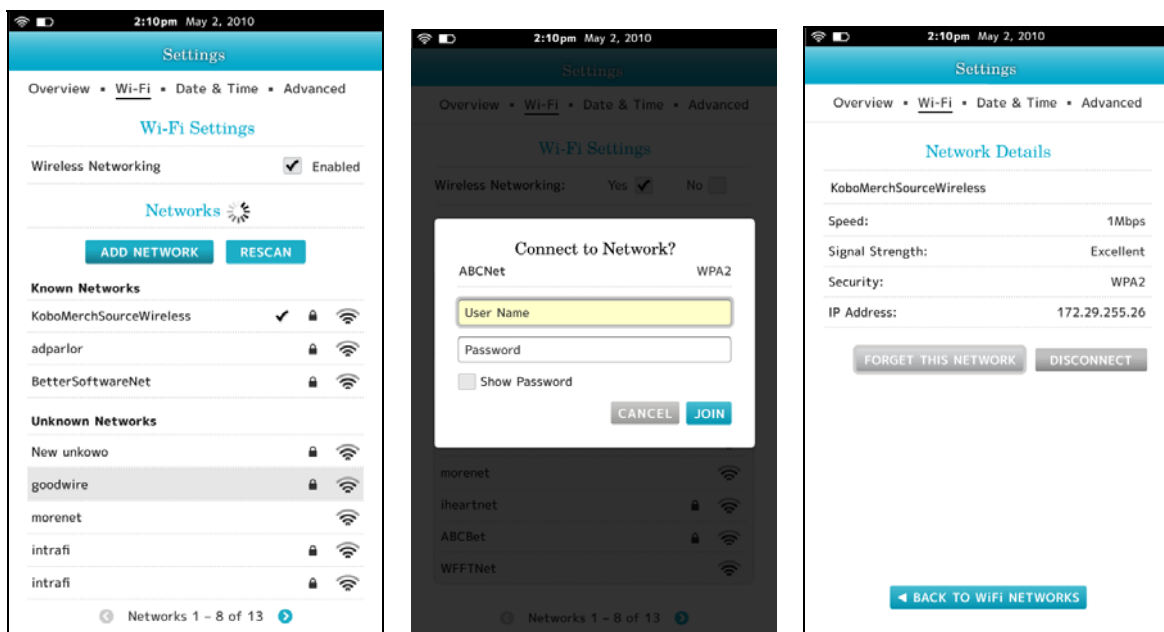 2:10pm May 2, 2010
Settings
Overview ▪ Wi-Fi ▪ Date & Time ▪ Advanced
Wi-Fi Settings
Wireless Networking Enabled
Networks
ADD NETWORK RESCAN
Known Networks
KoboMerchSourceWireless
adparlor
BetterSoftwareNet
Unknown Networks
New unkowo
goodwire
morenet
intrafi
intrafi
Networks 1 – 8 of 13
2:10pm May 2, 2010
Settings
Overview ▪ Wi-Fi ▪ Date & Time ▪ Advanced
Wi-Fi Settings
Wireless Networking: Yes No
Connect to Network?
ABCNet WPA2
User Name
Password
Show Password
CANCEL JOIN
morenet
iheartnet
ABCBet
WFFTNet
Networks 1 – 8 of 13
2:10pm May 2, 2010
Settings
Overview ▪ Wi-Fi ▪ Date & Time ▪ Advanced
Network Details
KoboMerchSourceWireless
Speed: 1Mbps
Signal Strength: Excellent
Security: WPA2
IP Address: 172.29.255.26
FORGET THIS NETWORK DISCONNECT
◄ BACK TO WiFi NETWORKS